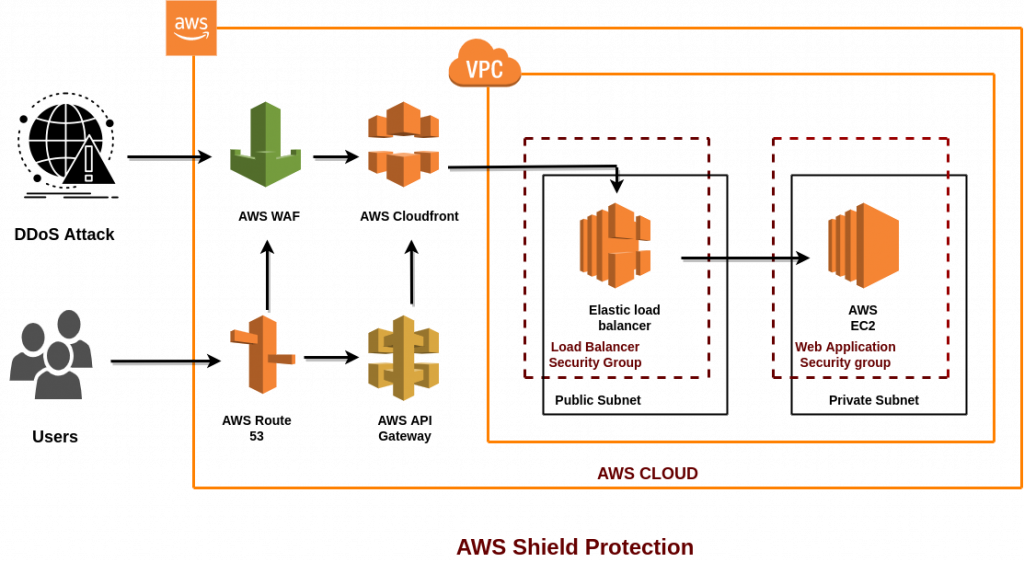 aws
VPC
AWS WAF
AWS Cloudfront
DDoS Attack
Elastic load
balancer
AWS
EC2
Load Balancer
Security Group
Web Application
Security group
Public Subnet
Private Subnet
Users
AWS Route
53
AWS API
Gateway
AWS CLOUD
AWS Shield Protection